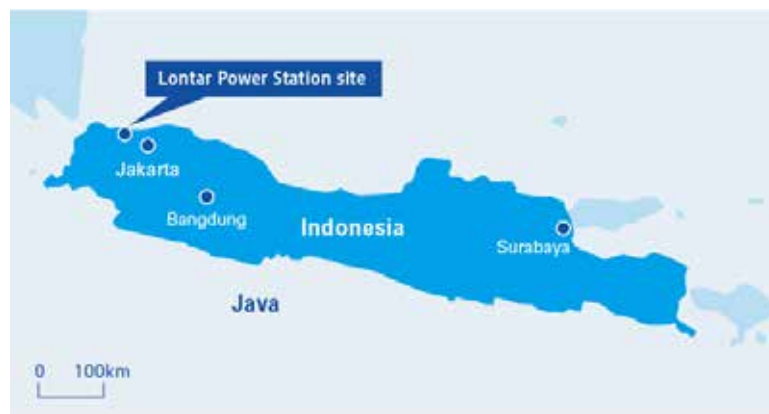 Lontar Power Station site
Jakarta
Bangdung
Indonesia
Surabaya
Java
0 100km